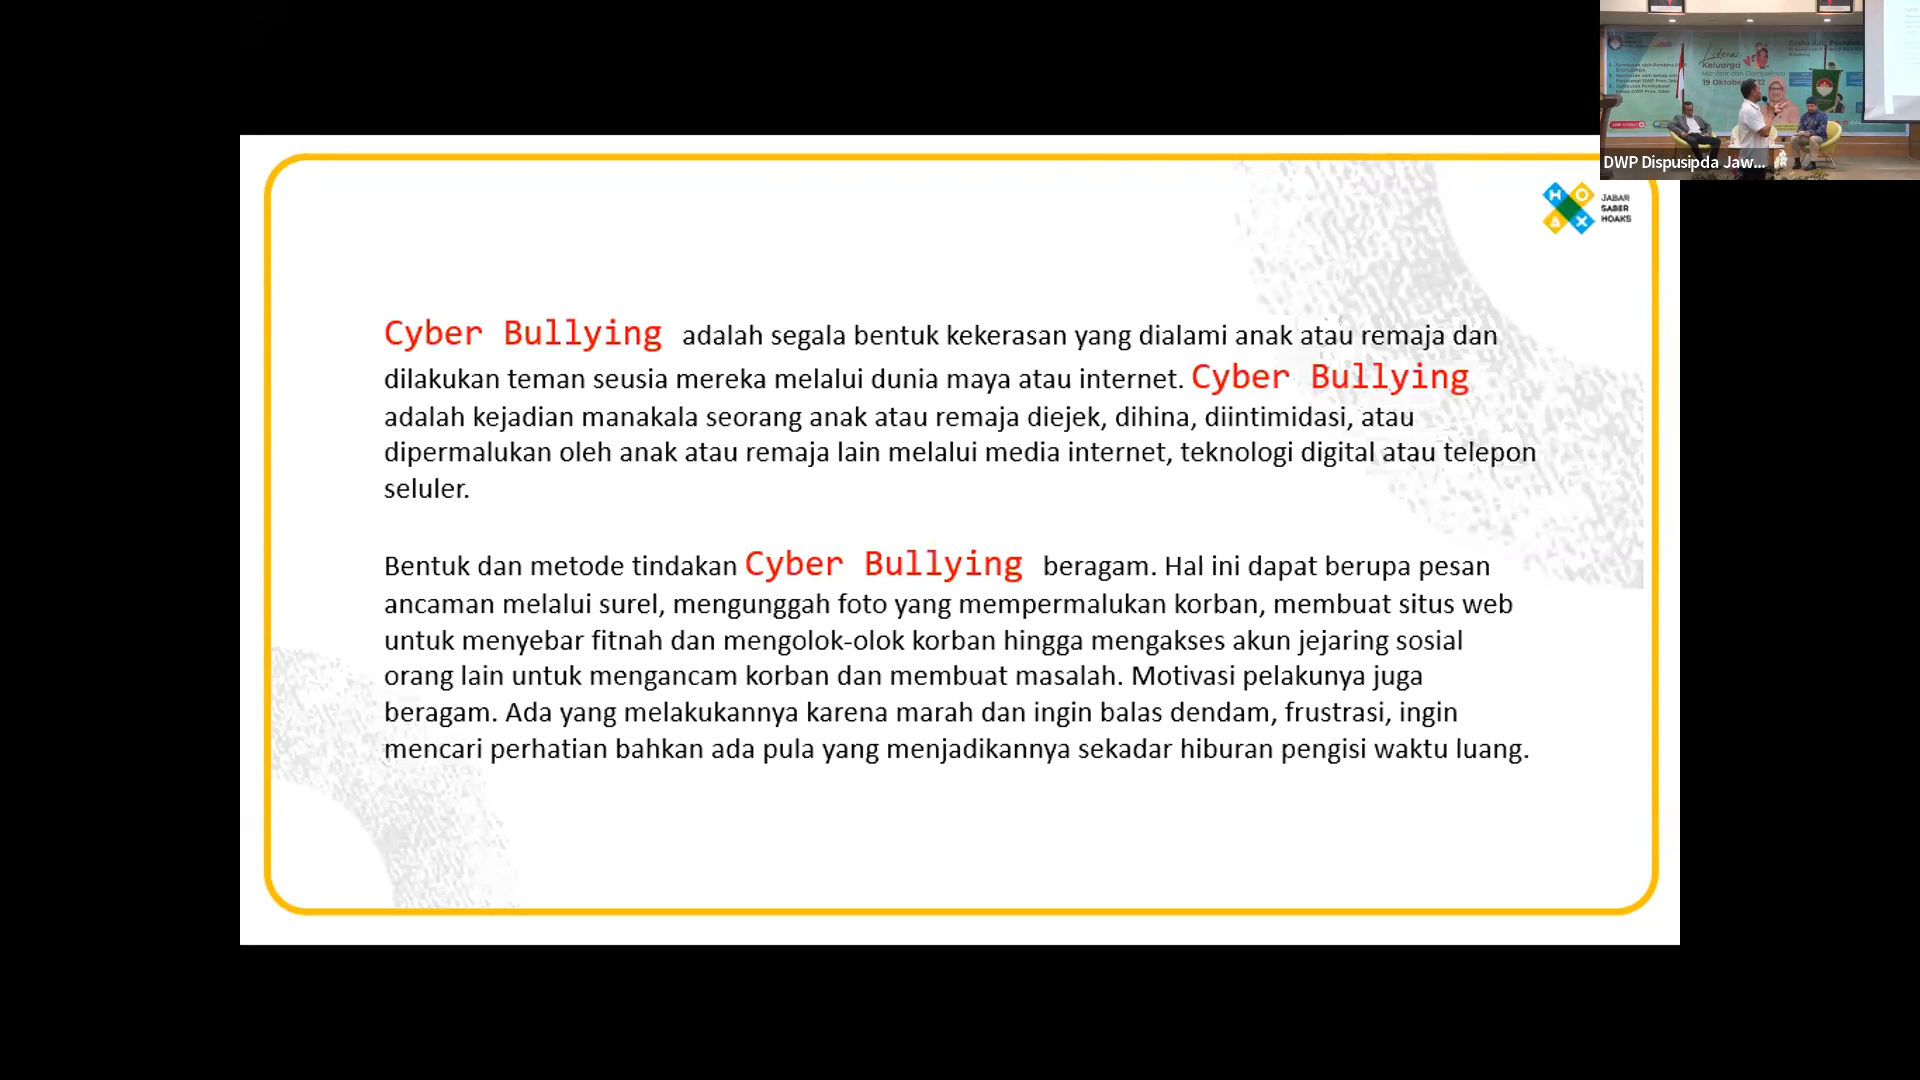 Cyber Bullying adalah segala bentuk kekerasan yang dialami anak atau remaja dan
dilakukan teman seusia mereka melalui dunia maya atau internet. Cyber Bullying
adalah kejadian manakala seorang anak atau remaja diejek, dihina, diintimidasi, atau
dipermalukan oleh anak atau remaja lain melalui media internet, teknologi digital atau telepon
seluler.
Bentuk dan metode tindakan Cyber Bullying beragam. Hal ini dapat berupa pesan
ancaman melalui surel, mengunggah foto yang mempermalukan korban, membuat situs web
untuk menyebar fitnah dan mengolok-olok korban hingga mengakses akun jejaring sosial
orang lain untuk mengancam korban dan membuat masalah. Motivasi pelakunya juga
beragam. Ada yang melakukannya karena marah dan ingin balas dendam, frustrasi, ingin
mencari perhatian bahkan ada pula yang menjadikannya sekadar hiburan pengisi waktu luang.
HOAX
JABAR
SABER
HOAKS
Keluarga
19 Oktober
DWP Dispusipda Jaw...